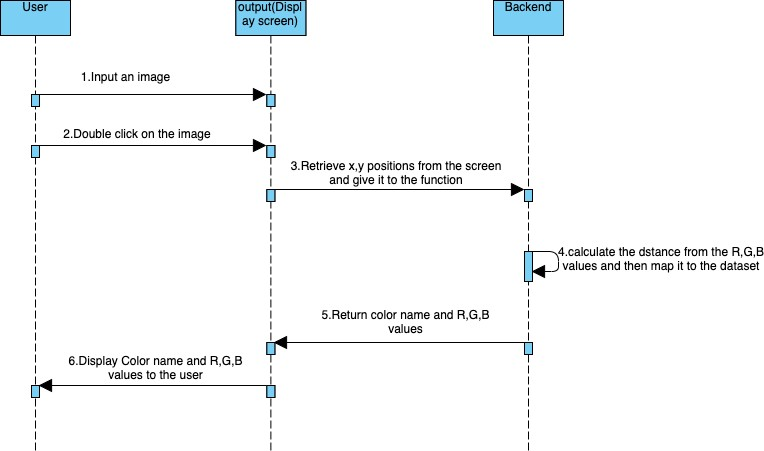 User
output(Displ
ay screen)
Backend
1.Input an image
2.Double click on the image
3.Retrieve x,y positions from the screen
and give it to the function
4.calculate the dstance from the R,G,B
values and then map it to the dataset
5.Return color name and R,G,B
values
6.Display Color name and R,G,B
values to the user